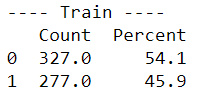 ---- Train ----
Count Percent
0 327.0 54.1
1 277.0 45.9